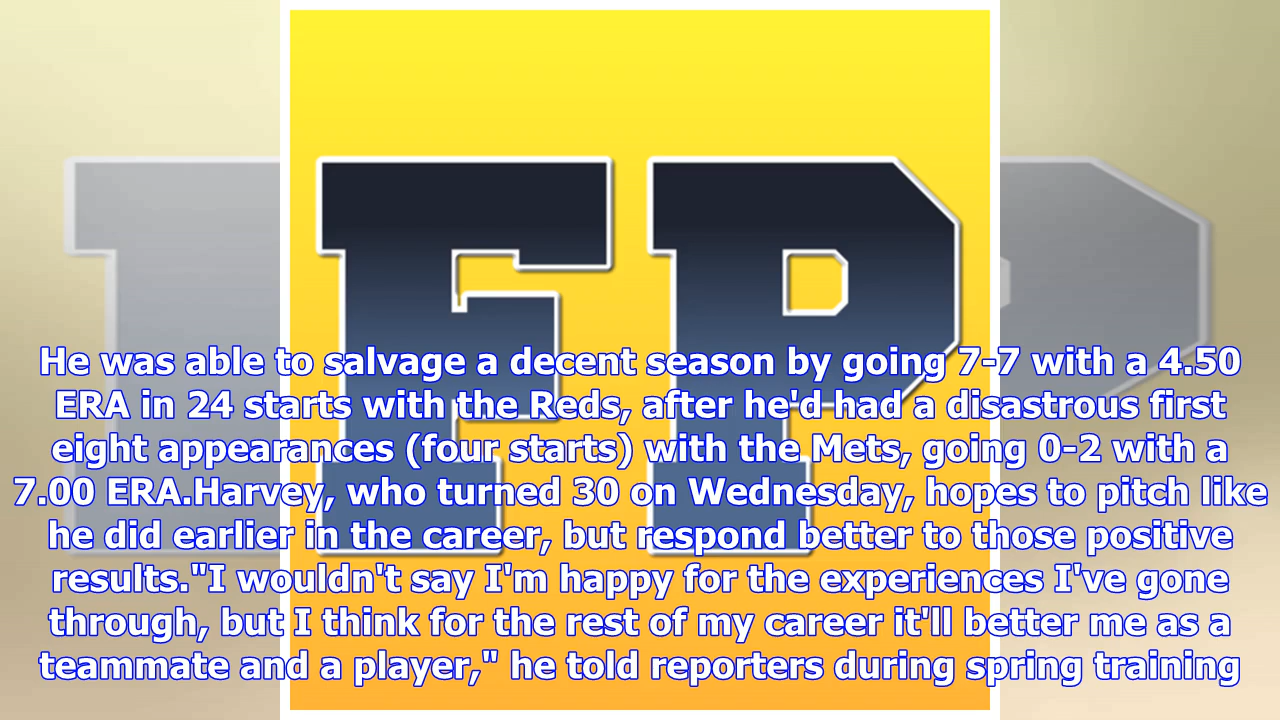 FP
He was able to salvage a decent season by going 7-7 with a 4.50
ERA in 24 starts with the Reds, after he'd had a disastrous first
eight appearances (four starts) with the Mets, going 0-2 with a
7.00 ERA.Harvey, who turned 30 on Wednesday, hopes to pitch like
he did earlier in the career, but respond better to those positive
results."I wouldn't say I'm happy for the experiences I've gone
through, but I think for the rest of my career it'll better me as a
teammate and a player," he told reporters during spring training